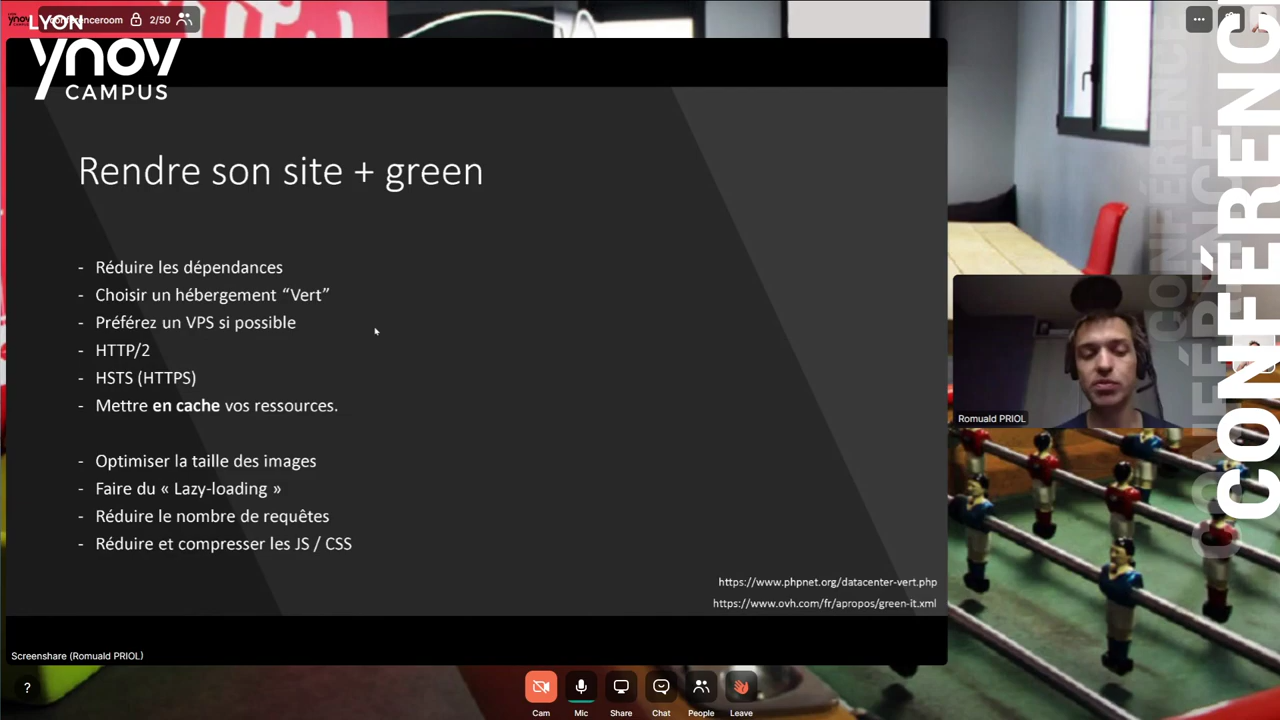 LYON
conferenceroom
2/50
ynov
CAMPUS
Rendre son site + green
- Réduire les dépendances
- Choisir un hébergement “Vert”
- Préférez un VPS si possible
- HTTP/2
- HSTS (HTTPS)
- Mettre en cache vos ressources.
- Optimiser la taille des images
- Faire du « Lazy-loading »
- Réduire le nombre de requêtes
- Réduire et compresser les JS / CSS
https://www.phpnet.org/datacenter-vert.php
https://www.ovh.com/fr/apropos/green-it.xml
Screenshare (Romuald PRIOL)
Romuald PRIOL
CONFÉRENC
CONFÉRENCE
CONFÉRENCE
?
Cam
Mic
Share
Chat
People
Leave